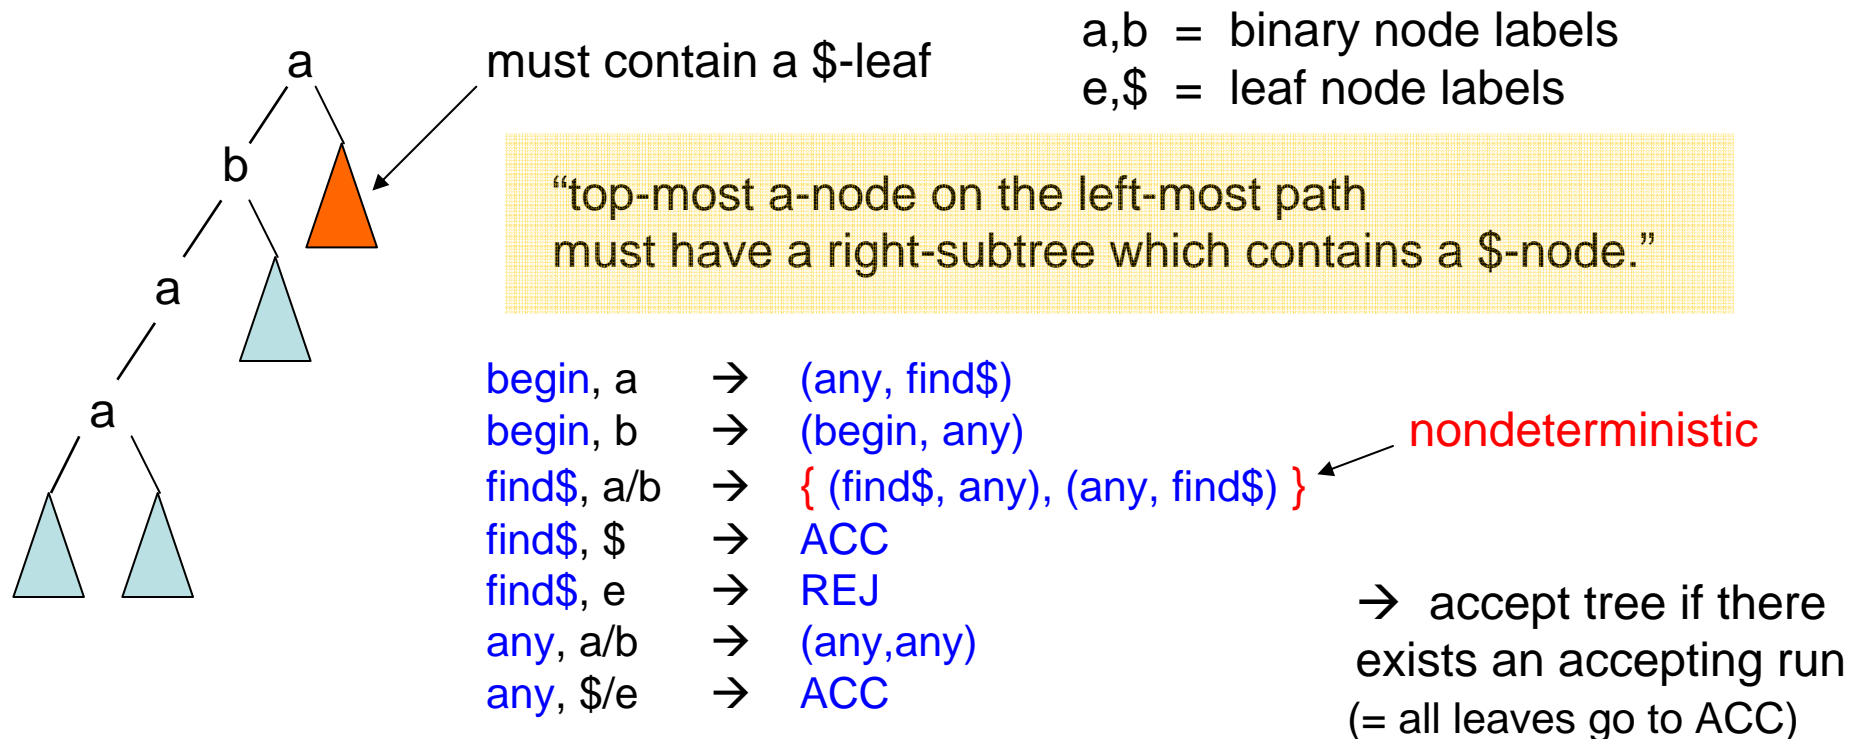 a
b
a
a
must contain a $-leaf
a,b = binary node labels
e,$ = leaf node labels
“top-most a-node on the left-most path
must have a right-subtree which contains a $-node.”
begin, a → (any, find$)
begin, b → (begin, any)
find$, a/b → { (find$, any), (any, find$) }
find$, $ → ACC
find$, e → REJ
any, a/b → (any,any)
any, $/e → ACC
nondeterministic
→ accept tree if there
exists an accepting run
(= all leaves go to ACC)